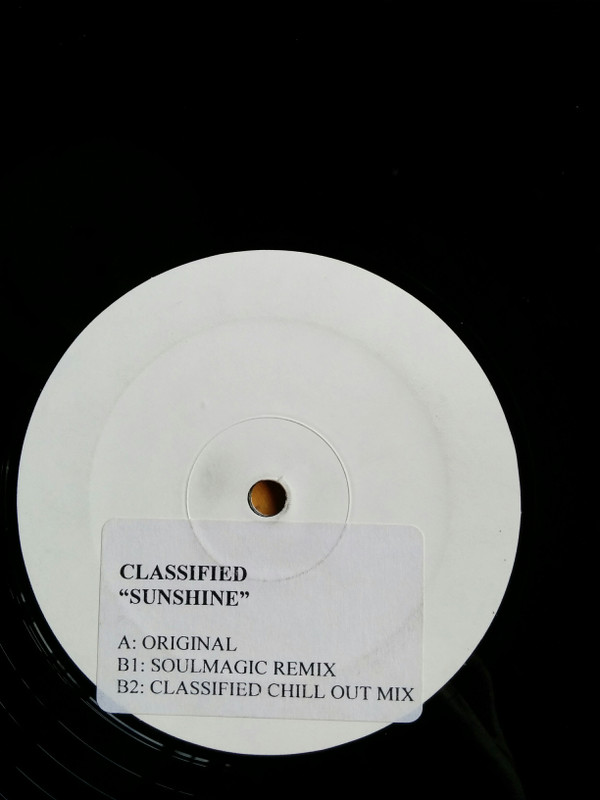 CLASSIFIED
“SUNSHINE”
A: ORIGINAL
B1: SOULMAGIC REMIX
B2: CLASSIFIED CHILL OUT MIX